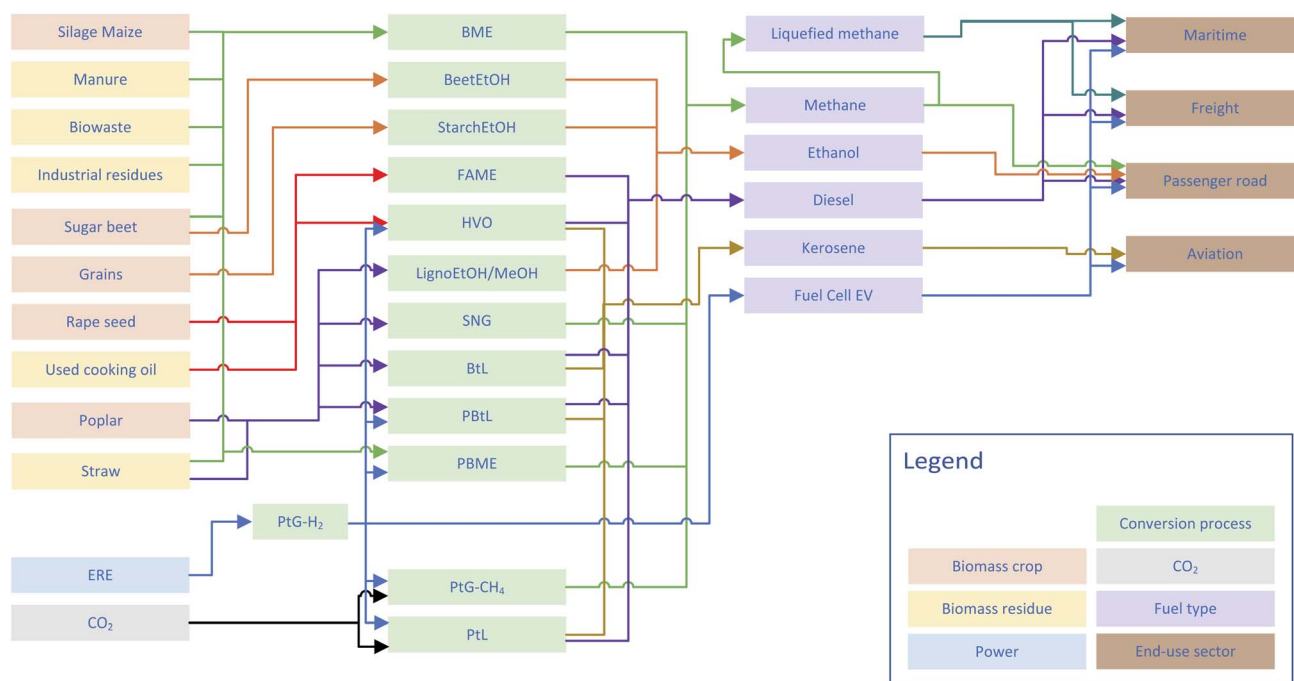 Silage Maize
Manure
Biowaste
Industrial residues
Sugar beet
Grains
Rape seed
Used cooking oil
Poplar
Straw
ERE
CO₂
PtG-H₂
BME
BeetEtOH
StarchEtOH
FAME
HVO
LignoEtOH/MeOH
SNG
BtL
PBtL
PBME
PtG-CH₄
PtL
Liquefied methane
Methane
Ethanol
Diesel
Kerosene
Fuel Cell EV
Maritime
Freight
Passenger road
Aviation
Legend
Conversion process
Biomass crop
CO₂
Biomass residue
Fuel type
Power
End-use sector